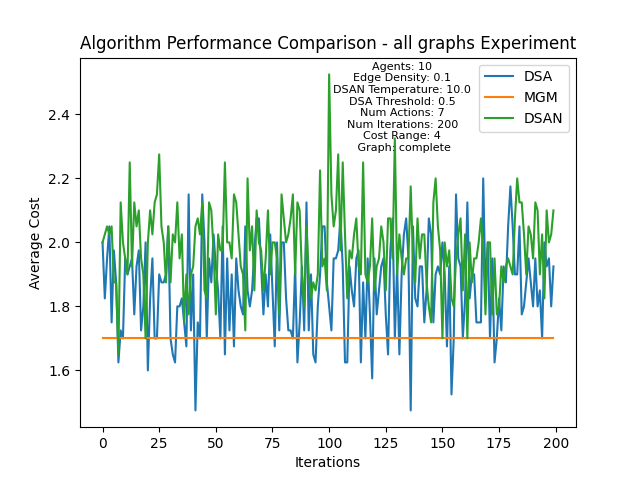 Algorithm Performance Comparison - all graphs Experiment
Agents: 10
Edge Density: 0.1
DSAN Temperature: 10.0
DSA Threshold: 0.5
Num Actions: 7
Num Iterations: 200
Cost Range: 4
Graph: complete
DSA
MGM
DSAN
Average Cost
2.4
2.2
2.0
1.8
1.6
0
25
50
75
100
125
150
175
200
Iterations